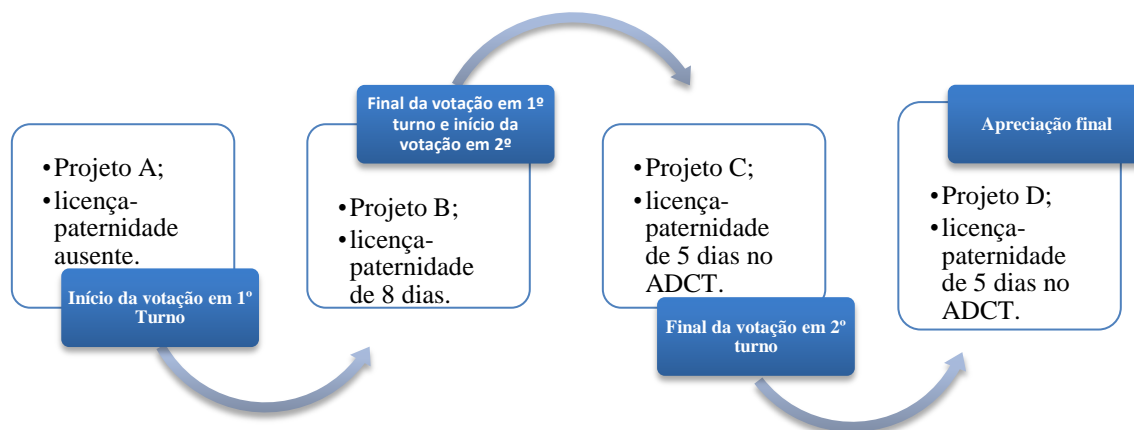 •Projeto A;
•licença-
paternidade
ausente.
Início da votação em 1º
Turno
Final da votação em 1º
turno e início da
votação em 2º
•Projeto B;
•licença-
paternidade
de 8 dias.
•Projeto C;
•licença-
paternidade
de 5 dias no
ADCT.
Final da votação em 2º
turno
Apreciação final
•Projeto D;
•licença-
paternidade
de 5 dias no
ADCT.